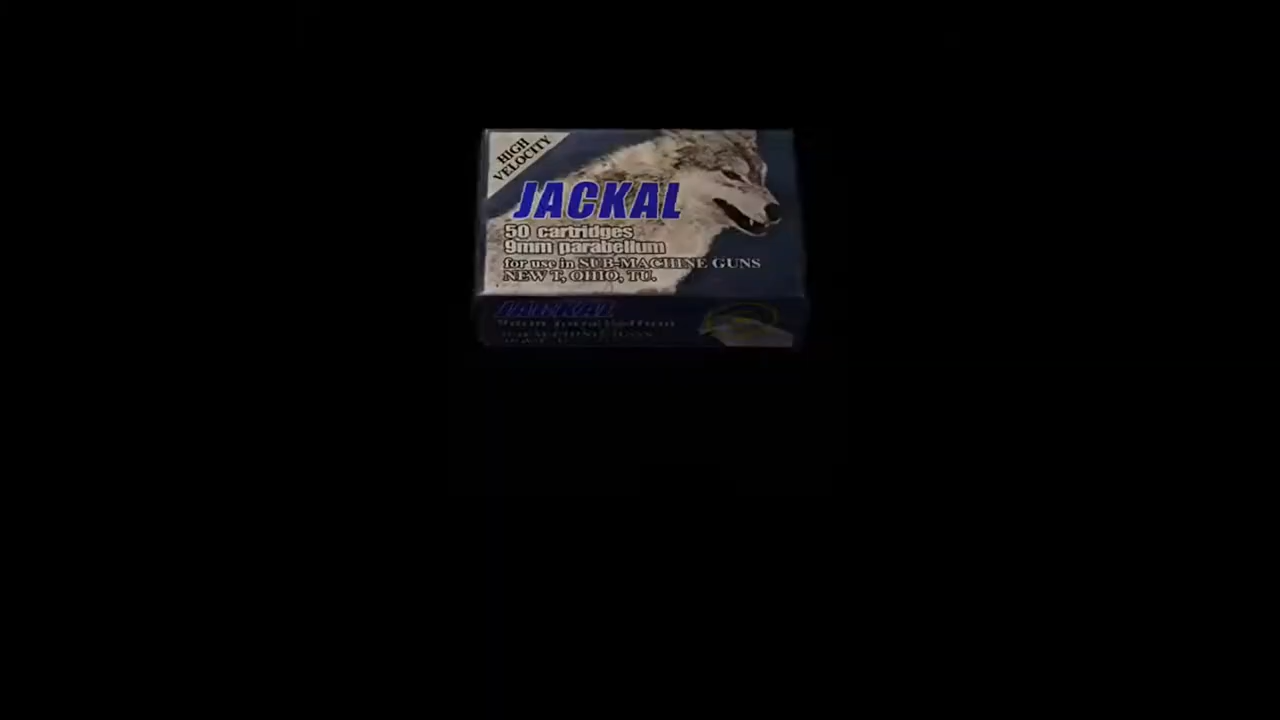 HIGH
VELOCITY
JACKAL
50 cartridges
9mm parabellum
for use in SUB-MACHINE GUNS
NEW T, OHIO, TU.
JACKAL